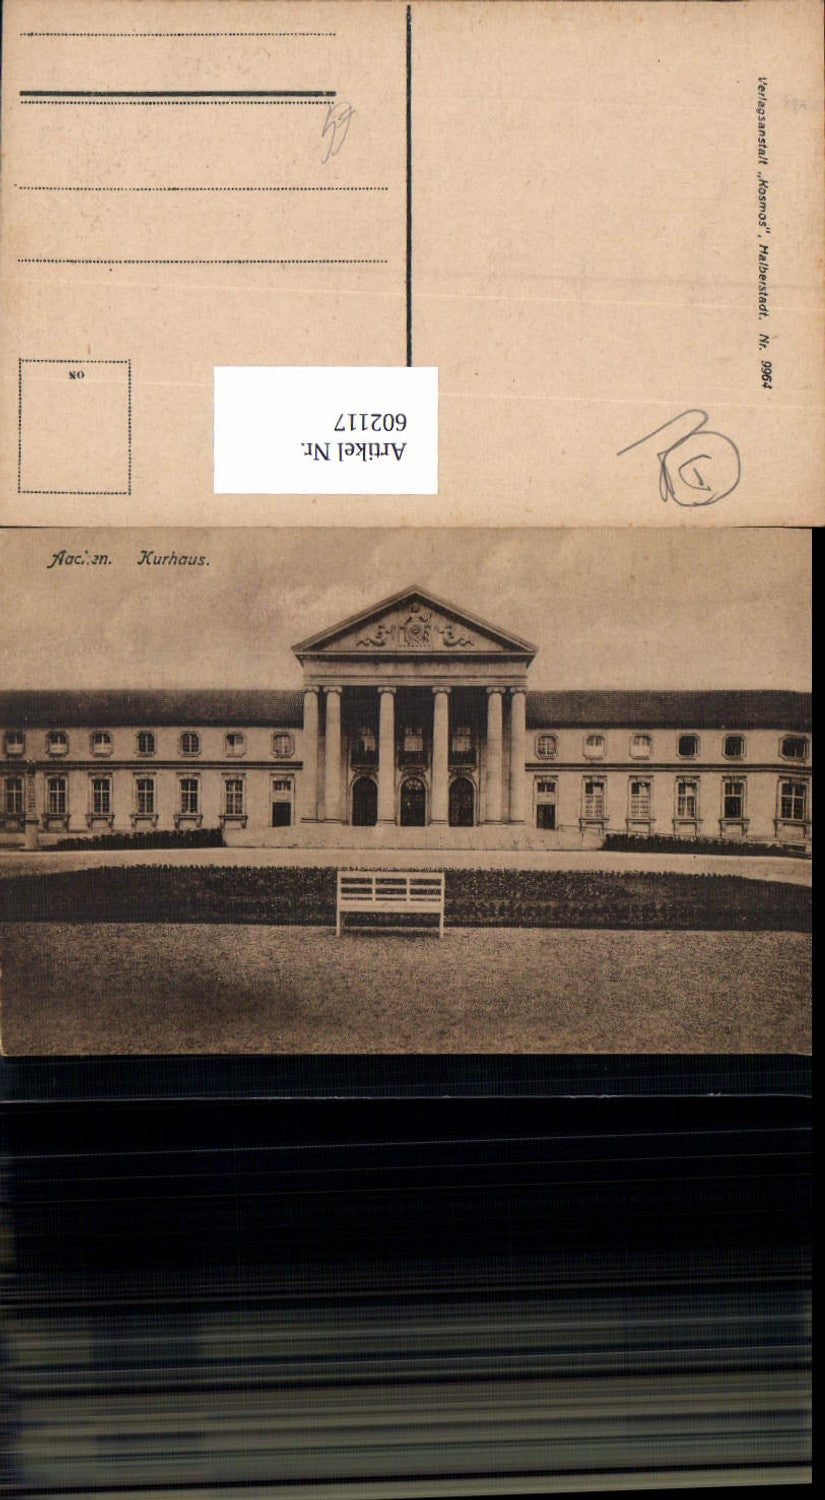 Verlagsanstalt „Kosmos", Halberstadt. Nr. 9964
Artikel Nr.
602117
Aachen. Kurhaus.